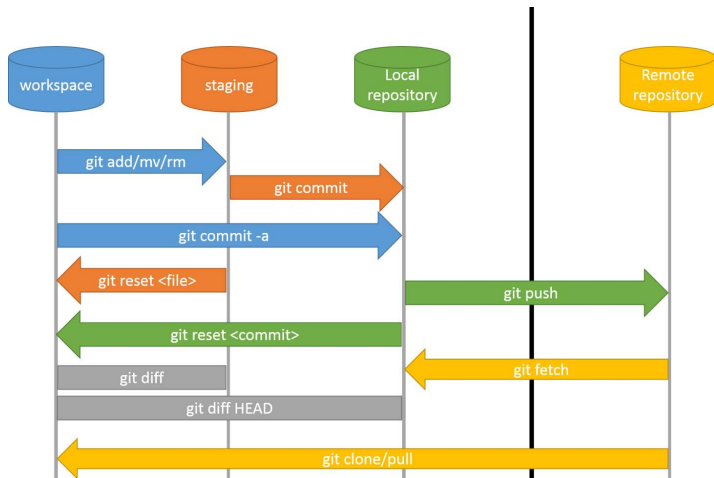 workspace
staging
Local
repository
Remote
repository
git add/mv/rm
git commit
git commit -a
git reset <file>
git push
git reset <commit>
git fetch
git diff
git diff HEAD
git clone/pull